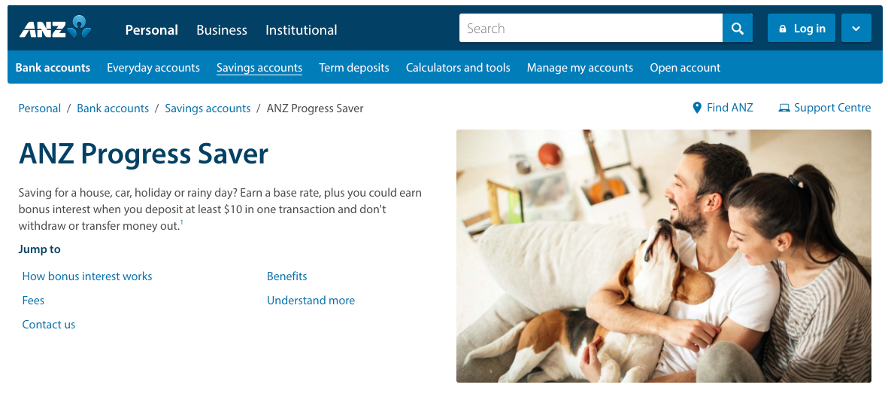 ANZ Personal Business Institutional Search Log in
Bank accounts Everyday accounts Savings accounts Term deposits Calculators and tools Manage my accounts Open account
Personal / Bank accounts / Savings accounts / ANZ Progress Saver Find ANZ Support Centre
ANZ Progress Saver
Saving for a house, car, holiday or rainy day? Earn a base rate, plus you could earn
bonus interest when you deposit at least $10 in one transaction and don't
withdraw or transfer money out.¹
Jump to
How bonus interest works Benefits
Fees Understand more
Contact us